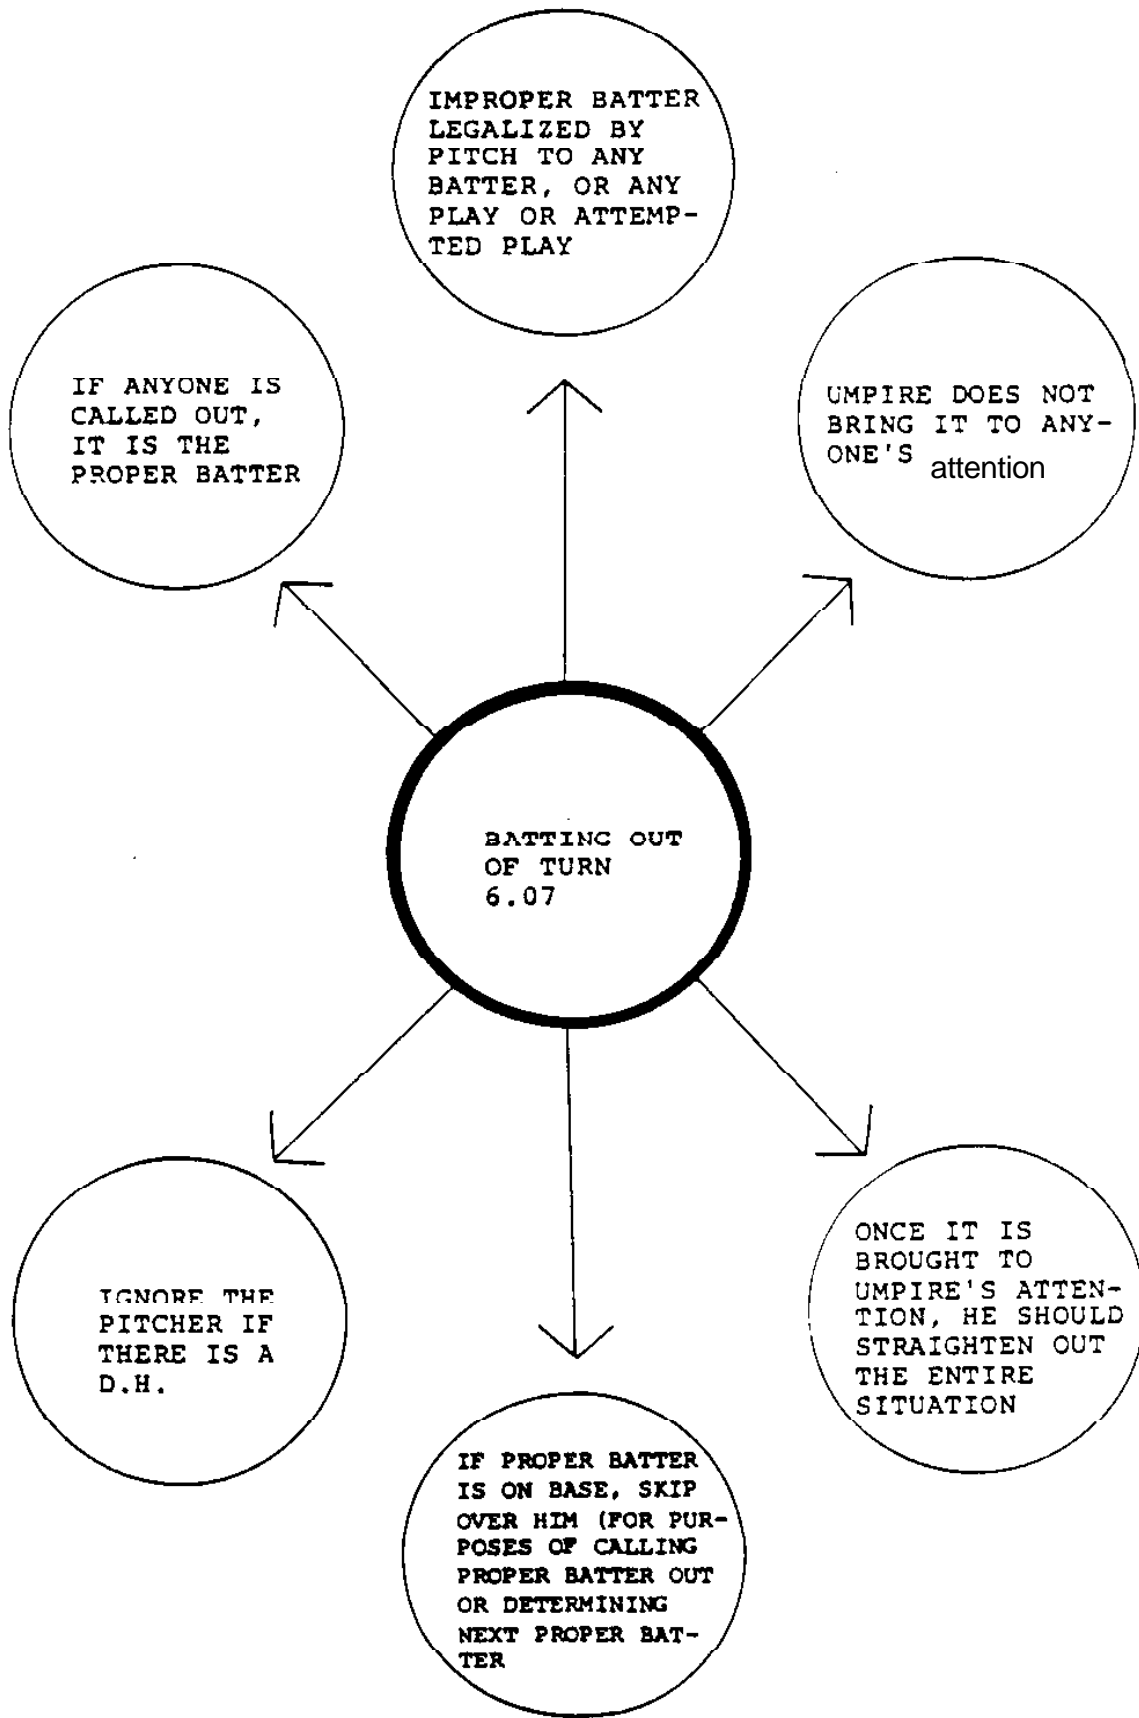 IMPROPER BATTER
LEGALIZED BY
PITCH TO ANY
BATTER, OR ANY
PLAY OR ATTEMP-
TED PLAY
IF ANYONE IS
CALLED OUT,
IT IS THE
PROPER BATTER
UMPIRE DOES NOT
BRING IT TO ANY-
ONE'S attention
BATTING OUT
OF TURN
6.07
IGNORE THE
PITCHER IF
THERE IS A
D.H.
ONCE IT IS
BROUGHT TO
UMPIRE'S ATTEN-
TION, HE SHOULD
STRAIGHTEN OUT
THE ENTIRE
SITUATION
IF PROPER BATTER
IS ON BASE, SKIP
OVER HIM (FOR PUR-
POSES OF CALLING
PROPER BATTER OUT
OR DETERMINING
NEXT PROPER BAT-
TER